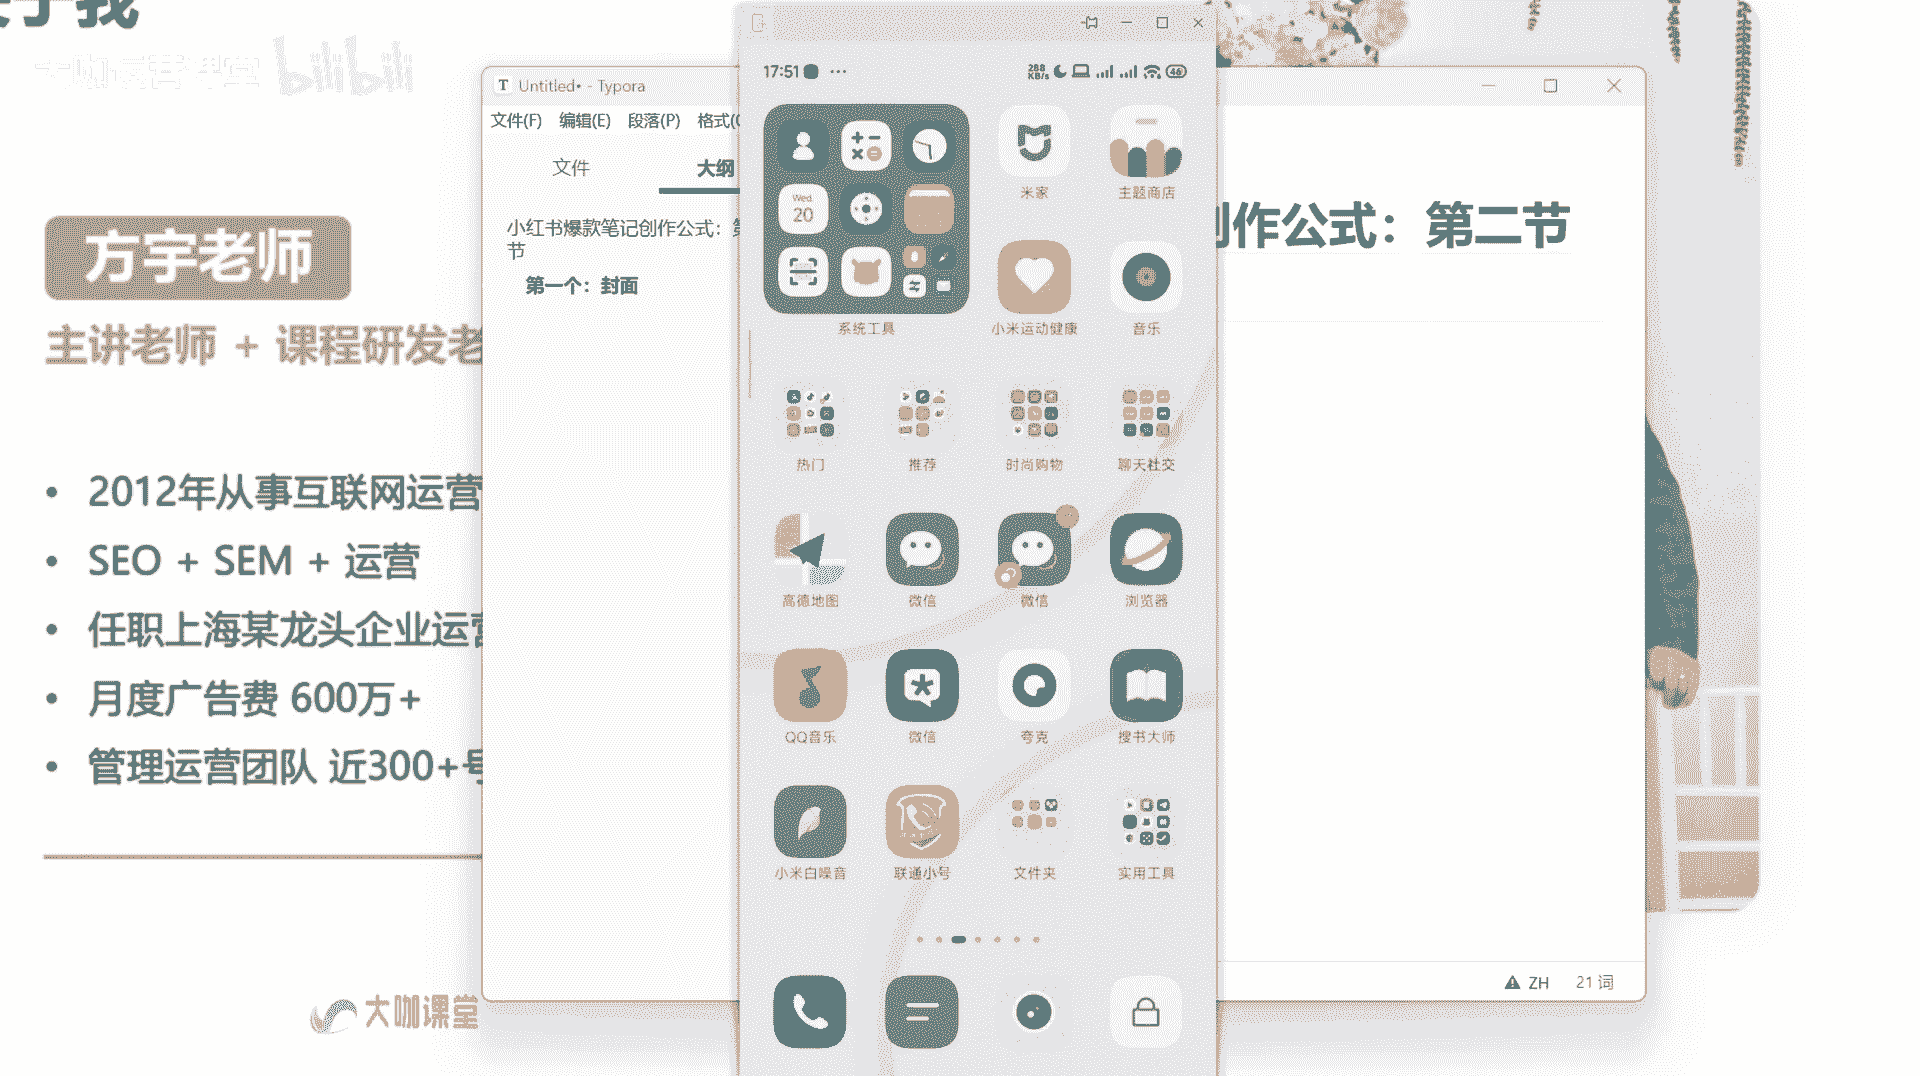 bilibili
方宇老师
主讲老师 + 课程研发老
2012年从事互联网运营
SEO + SEM + 运营
任职上海某龙头企业运营
月度广告费 600万+
管理运营团队 近300+号
大咖课堂
Untitled• - Typora
文件(F) 编辑(E) 段落(P) 格式(O
文件 大纲
小红书爆款笔记创作公式：第
节
第一个：封面
创作公式：第二节
ZH 21 词
17:51 ···
288 KB/s
46
Wed.
20
系统工具
米家
主题商店
小米运动健康
音乐
热门
推荐
时尚购物
聊天社交
高德地图
微信
微信
浏览器
QQ音乐
微信
夸克
搜书大师
小米白噪音
联通小号
文件夹
实用工具